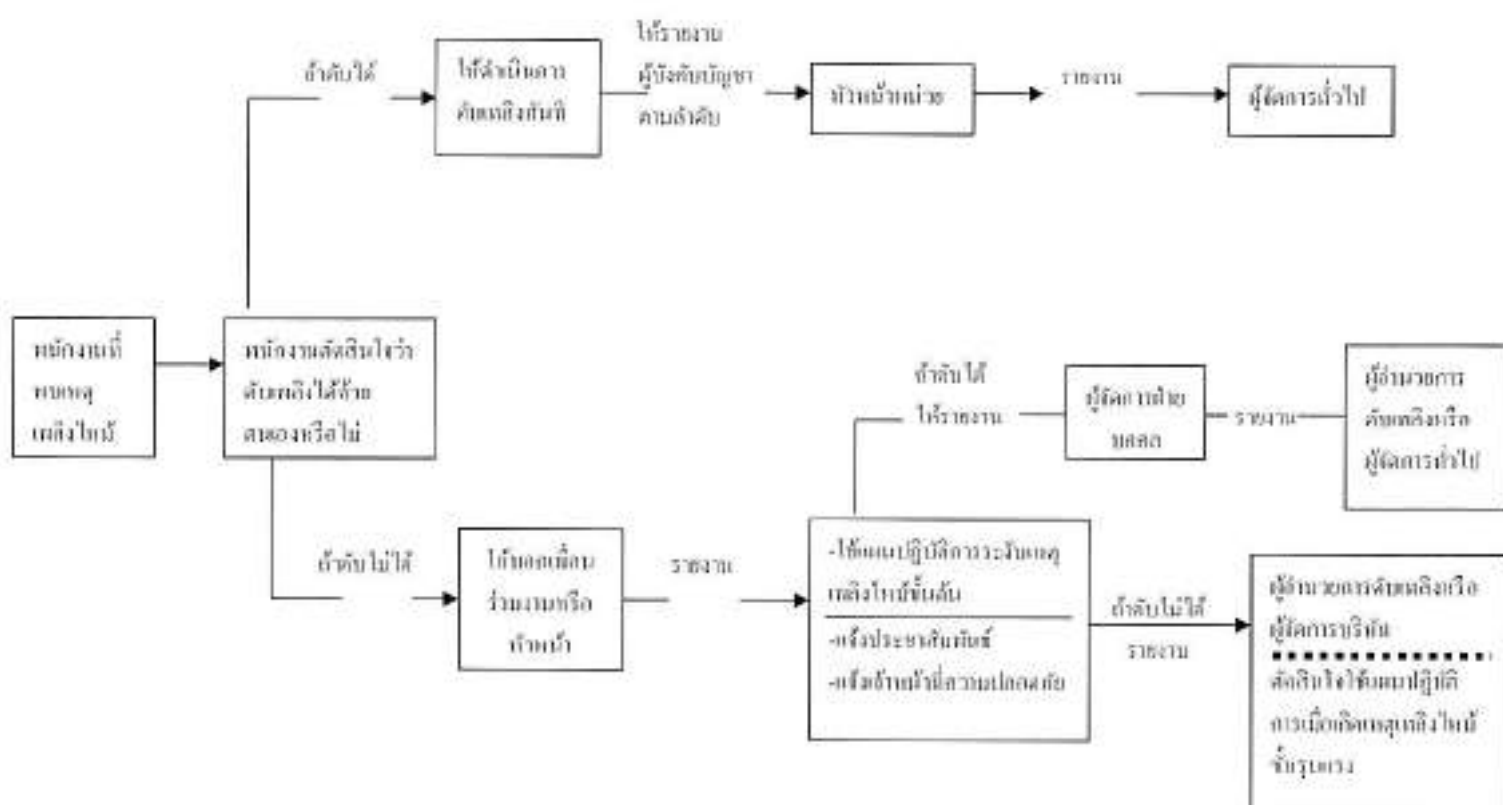 ถ้าดับได้
ให้ดำเนินการ
ดับเพลิงทันที
ให้รายงาน
ผู้บังคับบัญชา
ตามลำดับ
หัวหน้าหน่วย
รายงาน
ผู้จัดการทั่วไป
พนักงานที่
พบเหตุ
เพลิงไหม้
พนักงานตัดสินใจว่า
ดับเพลิงได้ด้วย
ตนเองหรือไม่
ถ้าดับได้
ให้รายงาน
ผู้จัดการฝ่าย
บุคคล
รายงาน
ผู้อำนวยการ
ดับเพลิงหรือ
ผู้จัดการทั่วไป
ถ้าดับไม่ได้
ให้บอกเพื่อน
ร่วมงานหรือ
หัวหน้า
รายงาน
-ใช้แผนปฏิบัติการระงับเหตุ
เพลิงไหม้ขั้นต้น
-แจ้งประชาสัมพันธ์
-แจ้งเจ้าหน้าที่ความปลอดภัย
ถ้าดับไม่ได้
รายงาน
ผู้อำนวยการดับเพลิงหรือ
ผู้จัดการบริษัท
ตัดสินใจใช้แผนปฏิบัติ
การเมื่อเกิดเหตุเพลิงไหม้
ขั้นรุนแรง